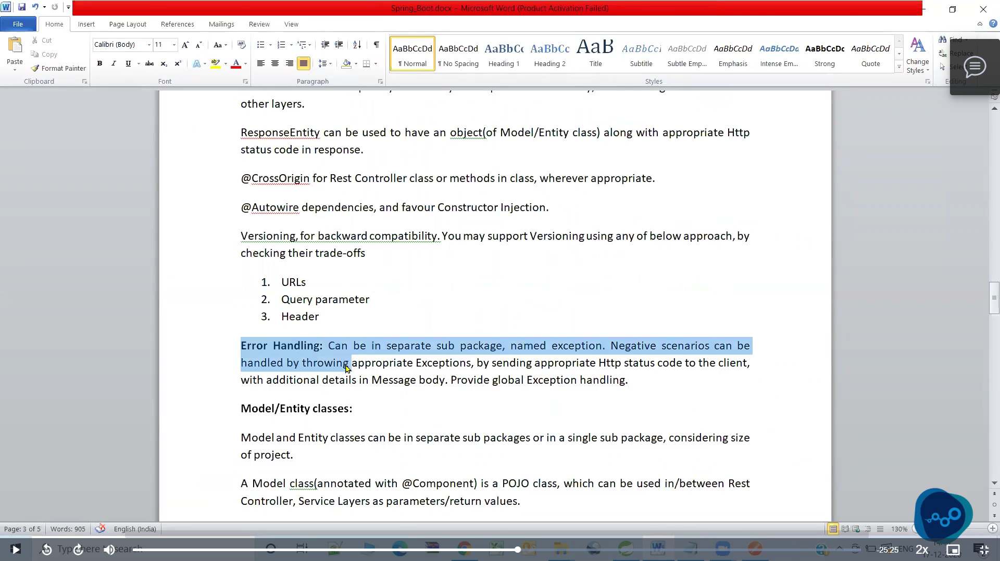 Spring_Boot.docx - Microsoft Word (Product Activation Failed)
File Home Insert Page Layout References Mailings Review View
Cut
Copy
Paste
Format Painter
Clipboard
Calibri (Body) 11
Font
Paragraph
AaBbCcDd AaBbCcDd AaBbCc AaBbCc AaB AaBbCcI AaBbCcDd AaBbCcDd AaBbCcDd AaBbCcDc AaBbCcDd
¶ Normal ¶ No Spacing Heading 1 Heading 2 Title Subtitle Subtle Emp... Emphasis Intense Em... Strong Quote
Styles
Change Styles
Find
Replace
Select
Editing
other layers.
ResponseEntity can be used to have an object(of Model/Entity class) along with appropriate Http
status code in response.
@CrossOrigin for Rest Controller class or methods in class, wherever appropriate.
@Autowire dependencies, and favour Constructor Injection.
Versioning, for backward compatibility. You may support Versioning using any of below approach, by
checking their trade-offs
1. URLs
2. Query parameter
3. Header
Error Handling: Can be in separate sub package, named exception. Negative scenarios can be
handled by throwing appropriate Exceptions, by sending appropriate Http status code to the client,
with additional details in Message body. Provide global Exception handling.
Model/Entity classes:
Model and Entity classes can be in separate sub packages or in a single sub package, considering size
of project.
A Model class(annotated with @Component) is a POJO class, which can be used in/between Rest
Controller, Service Layers as parameters/return values.
Page: 3 of 5 Words: 905 English (India) 130%
Type here to search
-25:25 ENG 2x